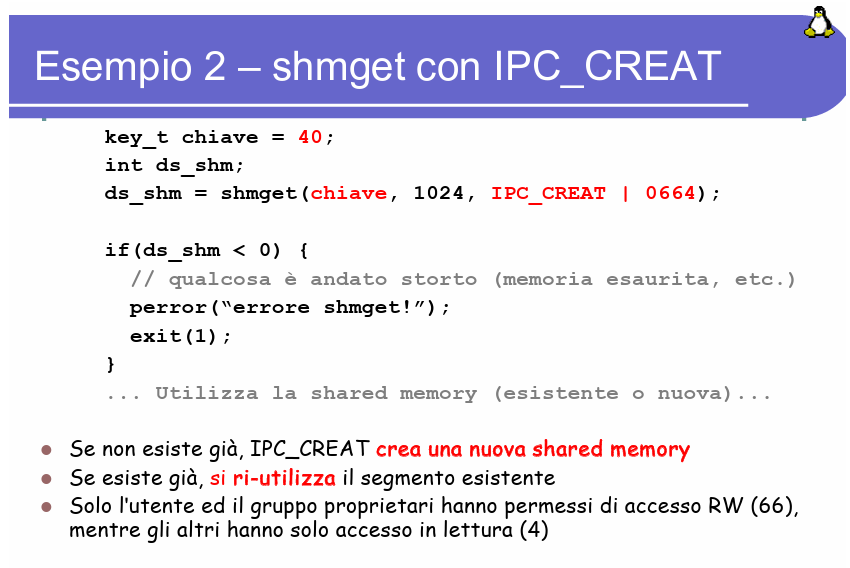 Esempio 2 – shmget con IPC_CREAT
key_t chiave = 40;
int ds_shm;
ds_shm = shmget(chiave, 1024, IPC_CREAT | 0664);
if(ds_shm < 0) {
// qualcosa è andato storto (memoria esaurita, etc.)
perror(“errore shmget!”);
exit(1);
}
... Utilizza la shared memory (esistente o nuova)...
● Se non esiste già, IPC_CREAT crea una nuova shared memory
● Se esiste già, si ri-utilizza il segmento esistente
● Solo l'utente ed il gruppo proprietari hanno permessi di accesso RW (66),
mentre gli altri hanno solo accesso in lettura (4)